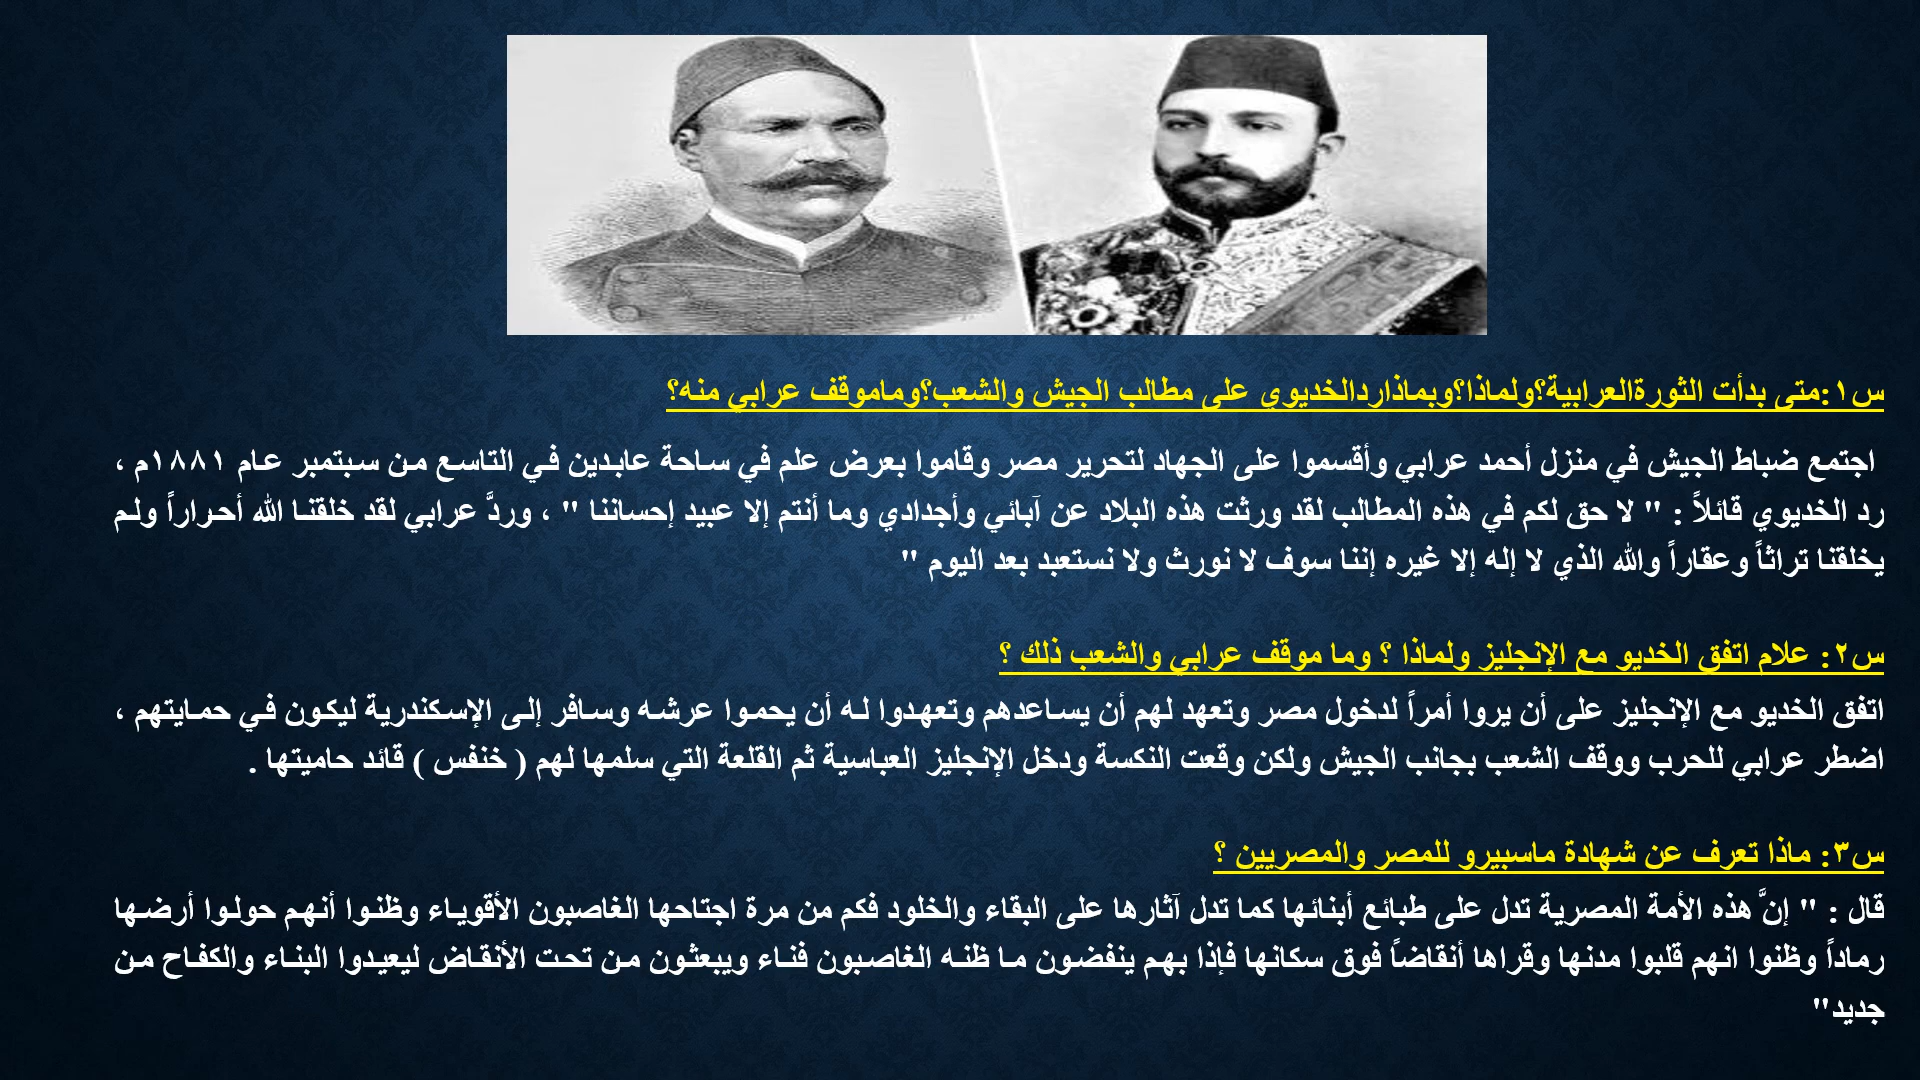 س١:متى بدأت الثورةالعرابية؟ولماذا؟وبماذاردالخديوي على مطالب الجيش والشعب؟وماموقف عرابي منه؟
اجتمع ضباط الجيش في منزل أحمد عرابي وأقسموا على الجهاد لتحرير مصر وقاموا بعرض علم في ساحة عابدين في التاسع من سبتمبر عام ١٨٨١م ،
رد الخديوي قائلاً : " لا حق لكم في هذه المطالب لقد ورثت هذه البلاد عن آبائي وأجدادي وما أنتم إلا عبيد إحساننا " ، وردَّ عرابي لقد خلقنا الله أحراراً ولم
يخلقنا تراثاً وعقاراً والله الذي لا إله إلا غيره إننا سوف لا نورث ولا نستعبد بعد اليوم "
س٢: علام اتفق الخديو مع الإنجليز ولماذا ؟ وما موقف عرابي والشعب ذلك ؟
اتفق الخديو مع الإنجليز على أن يروا أمراً لدخول مصر وتعهد لهم أن يساعدهم وتعهدوا له أن يحموا عرشه وسافر إلى الإسكندرية ليكون في حمايتهم ،
اضطر عرابي للحرب ووقف الشعب بجانب الجيش ولكن وقعت النكسة ودخل الإنجليز العباسية ثم القلعة التي سلمها لهم ( خنفس ) قائد حاميتها .
س٣: ماذا تعرف عن شهادة ماسبيرو للمصر والمصريين ؟
قال : " إنَّ هذه الأمة المصرية تدل على طبائع أبنائها كما تدل آثارها على البقاء والخلود فكم من مرة اجتاحها الغاصبون الأقوياء وظنوا أنهم حولوا أرضها
رماداً وظنوا انهم قلبوا مدنها وقراها أنقاضاً فوق سكانها فإذا بهم ينفضون ما ظنه الغاصبون فناء ويبعثون من تحت الأنقاض ليعيدوا البناء والكفاح من
جديد"